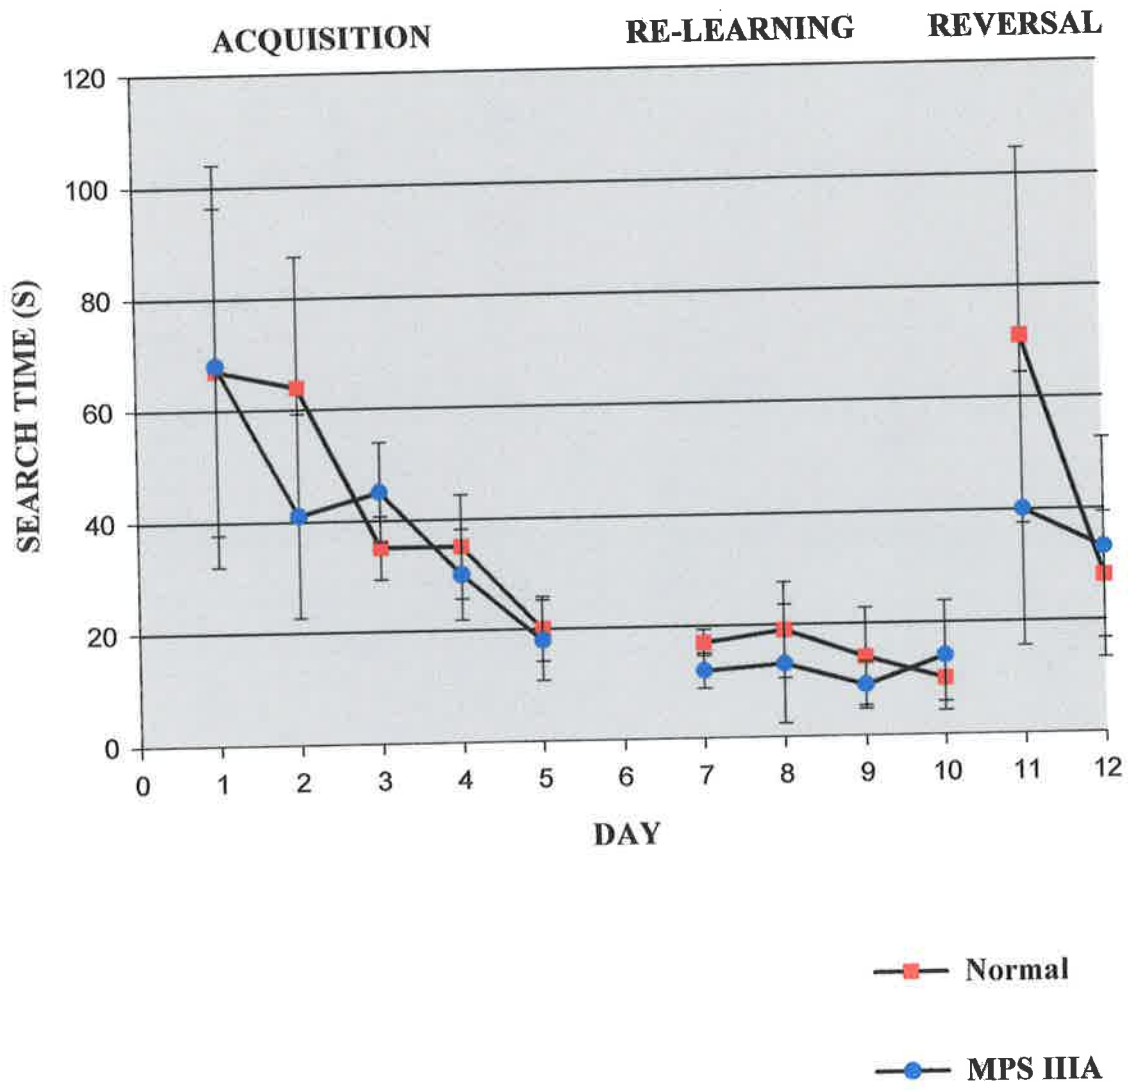 ACQUISITION RE-LEARNING REVERSAL
120
100
80
60
40
20
0
SEARCH TIME (S)
0 1 2 3 4 5 6 7 8 9 10 11 12
DAY
Normal
MPS IIIA